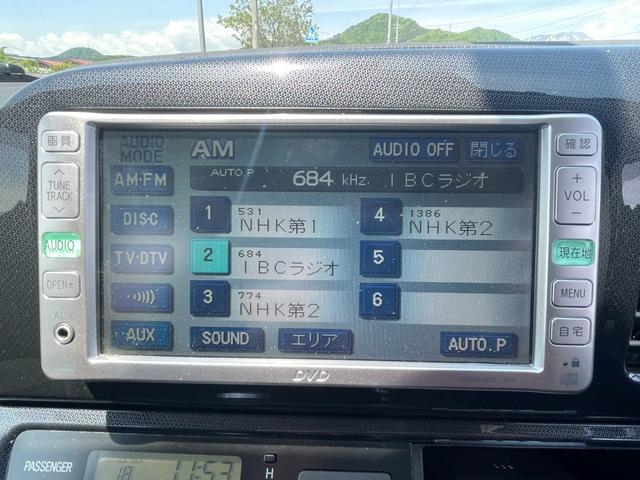 画質
AUDIO MODE
AM
AUDIO OFF
閉じる
確認
TUNE
TRACK
AM·FM
AUTO.P
684 kHz
IBCラジオ
+
VOL
−
DISC
1
531
NHK第1
4
1386
NHK第2
AUDIO
TV·DTV
2
684
IBCラジオ
5
現在地
OPEN
3
774
NHK第2
6
MENU
AUX
AUX
SOUND
エリア
AUTO.P
自宅
DVD
PASSENGER
18
11:53
H